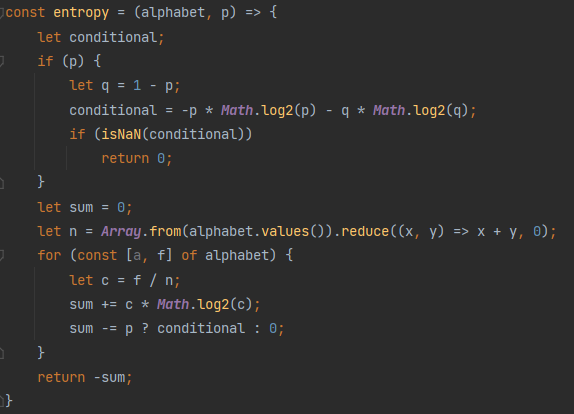 const entropy = (alphabet, p) => {
    let conditional;
    if (p) {
        let q = 1 - p;
        conditional = -p * Math.log2(p) - q * Math.log2(q);
        if (isNaN(conditional))
            return 0;
    }
    let sum = 0;
    let n = Array.from(alphabet.values()).reduce((x, y) => x + y, 0);
    for (const [a, f] of alphabet) {
        let c = f / n;
        sum += c * Math.log2(c);
        sum -= p ? conditional : 0;
    }
    return -sum;
}